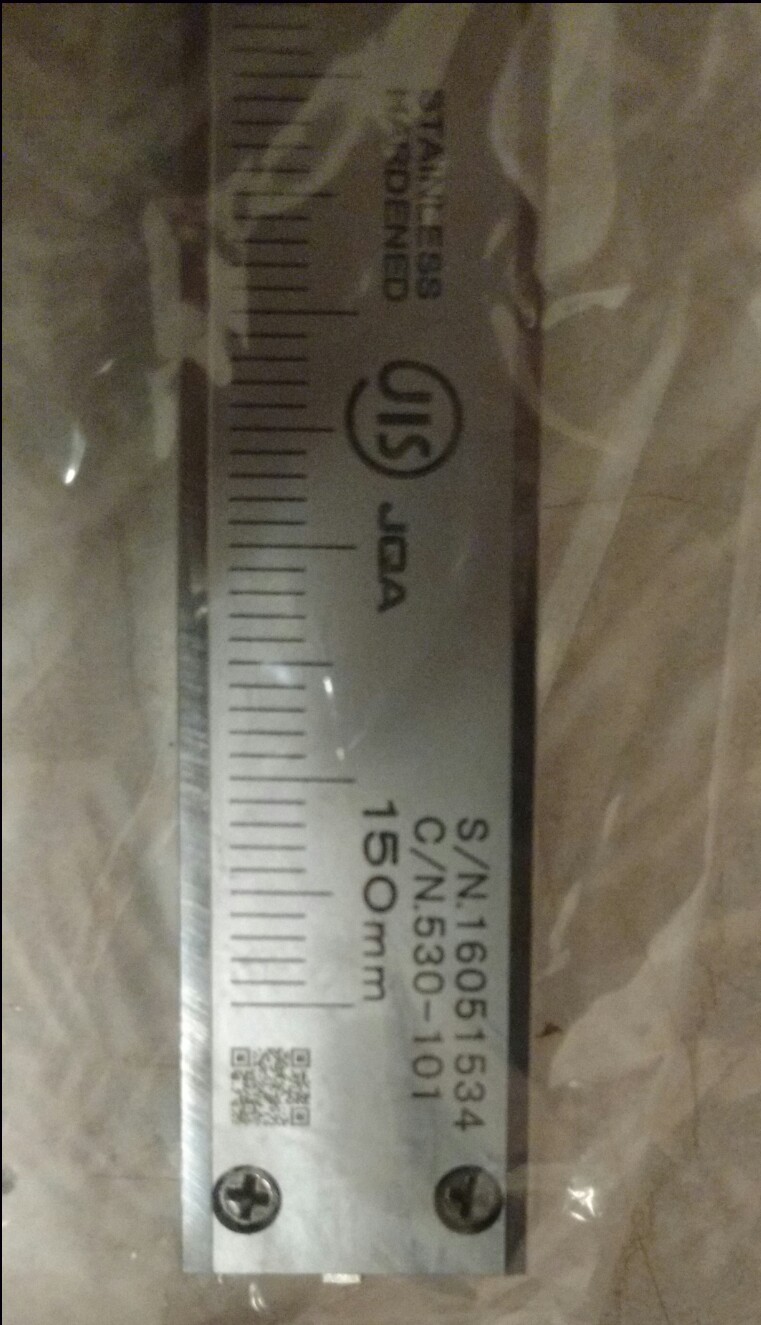 STAINLESS
HARDENED
JIS
JQA
S/N.16051534
C/N.530-101
150mm